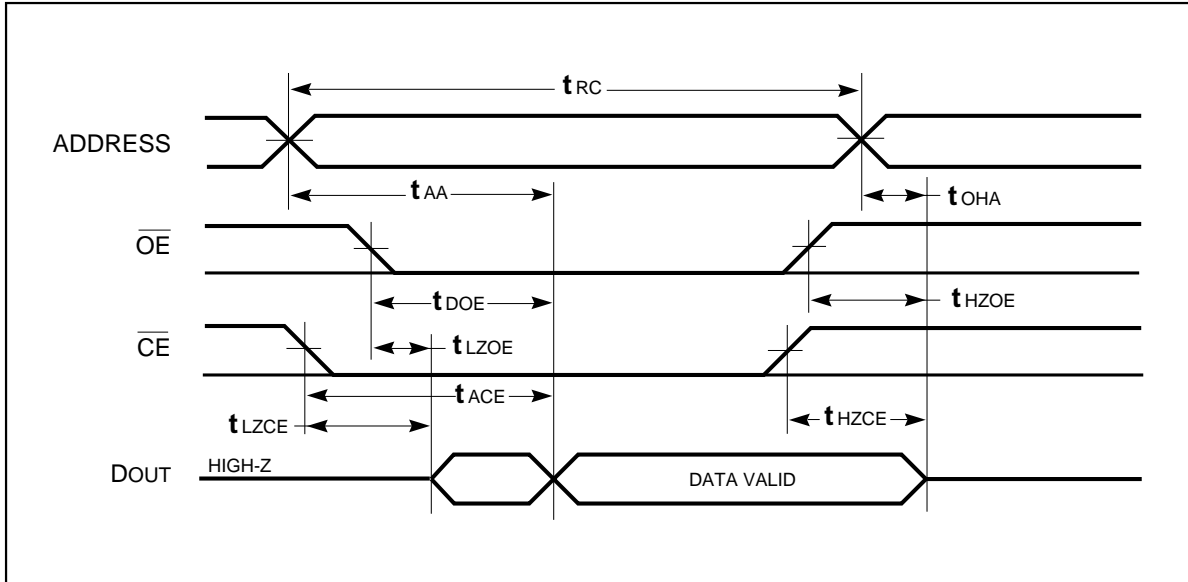 tRC
ADDRESS
tAA
tOHA
OE
tDOE
tHZOE
CE
tLZOE
tACE
tLZCE
tHZCE
DOUT
HIGH-Z
DATA VALID